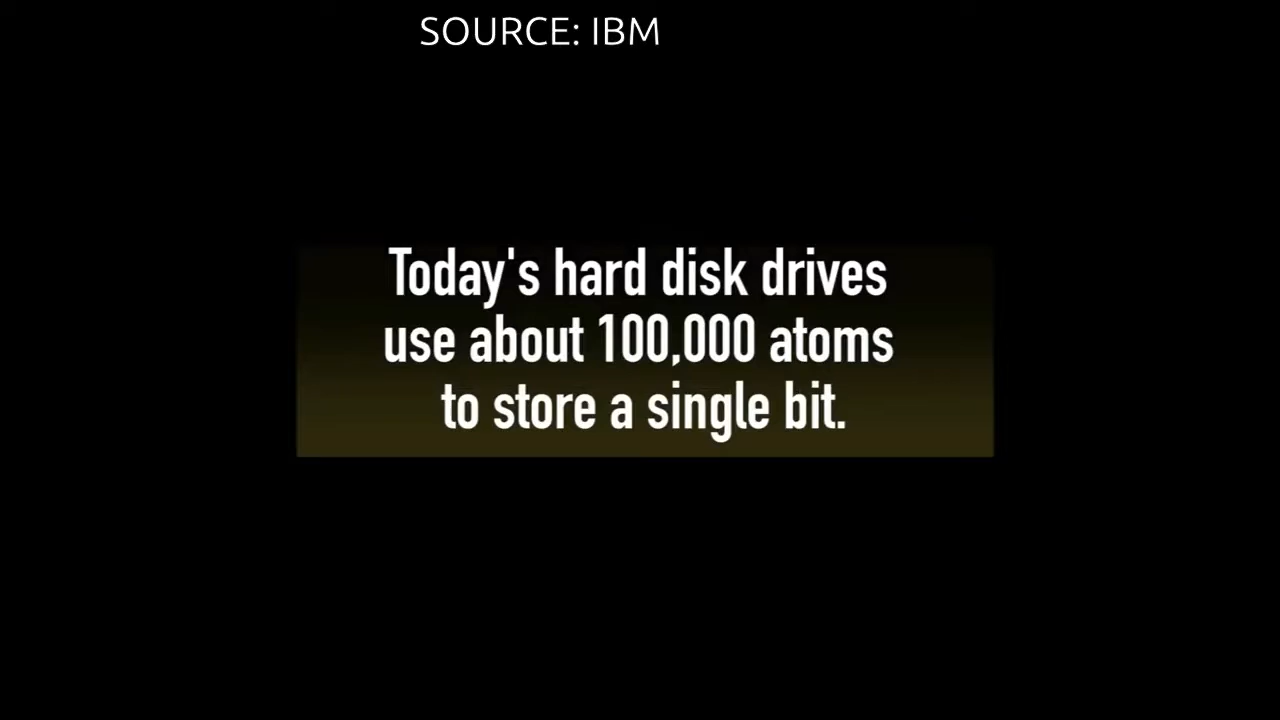 SOURCE: IBM
Today's hard disk drives
use about 100,000 atoms
to store a single bit.